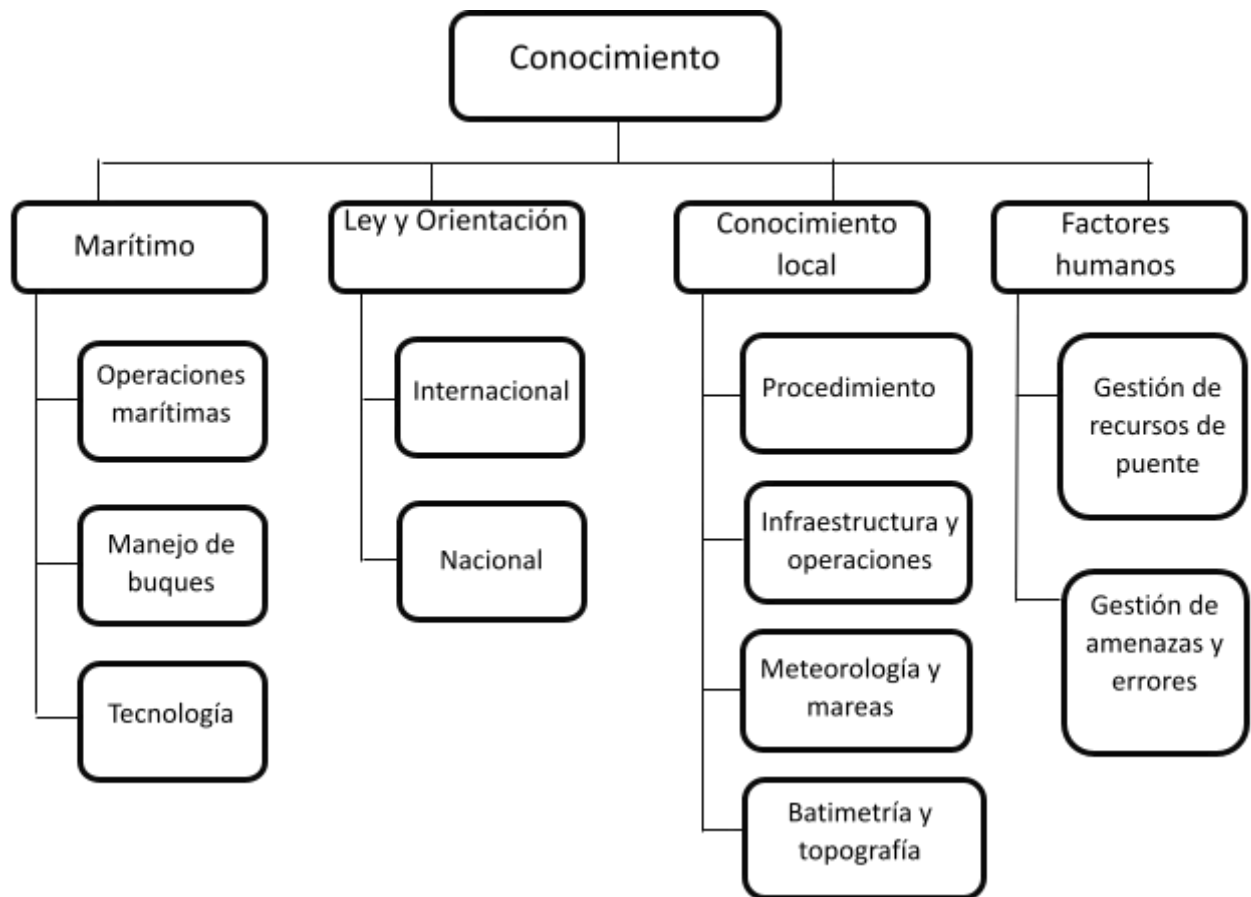 Conocimiento
Marítimo
Ley y Orientación
Conocimiento
local
Factores
humanos
Operaciones
marítimas
Manejo de
buques
Tecnología
Internacional
Nacional
Procedimiento
Infraestructura y
operaciones
Meteorología y
mareas
Batimetría y
topografía
Gestión de
recursos de
puente
Gestión de
amenazas y
errores